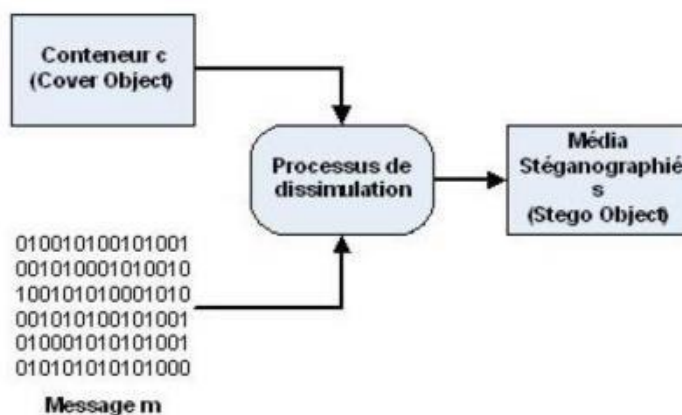 Conteneur c
(Cover Object)
Processus de
dissimulation
Média
Stéganographié
s
(Stego Object)
010010100101001
001010001010010
100101010001010
001010100101001
010001010101001
010101010101000
Message m